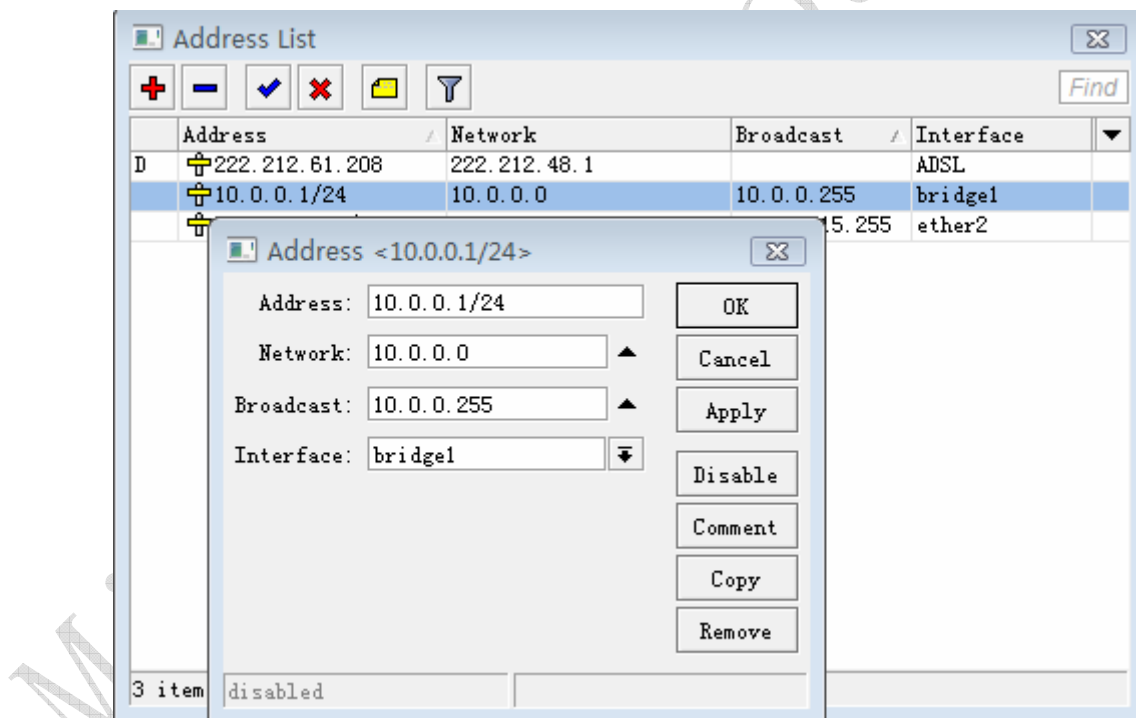 Address List
Find
Address Network Broadcast Interface
D 222.212.61.208 222.212.48.1 ADSL
10.0.0.1/24 10.0.0.0 10.0.0.255 bridge1
15.255 ether2
Address <10.0.0.1/24>
Address: 10.0.0.1/24 OK
Network: 10.0.0.0 Cancel
Broadcast: 10.0.0.255 Apply
Interface: bridge1
Disable
Comment
Copy
Remove
3 item disabled